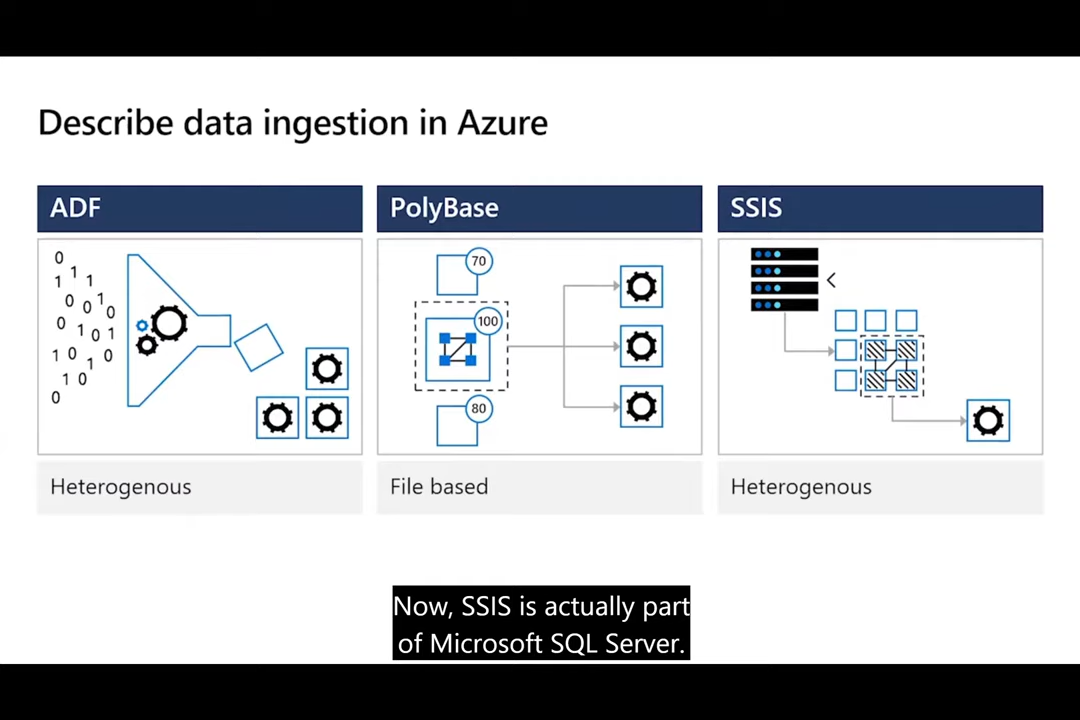 Describe data ingestion in Azure
ADF
PolyBase
SSIS
0
1
1 1
0 0 1 0
0 1 0 1
1 0 1 0
1 0
0
70
100
80
Heterogenous
File based
Heterogenous
Now, SSIS is actually part
of Microsoft SQL Server.